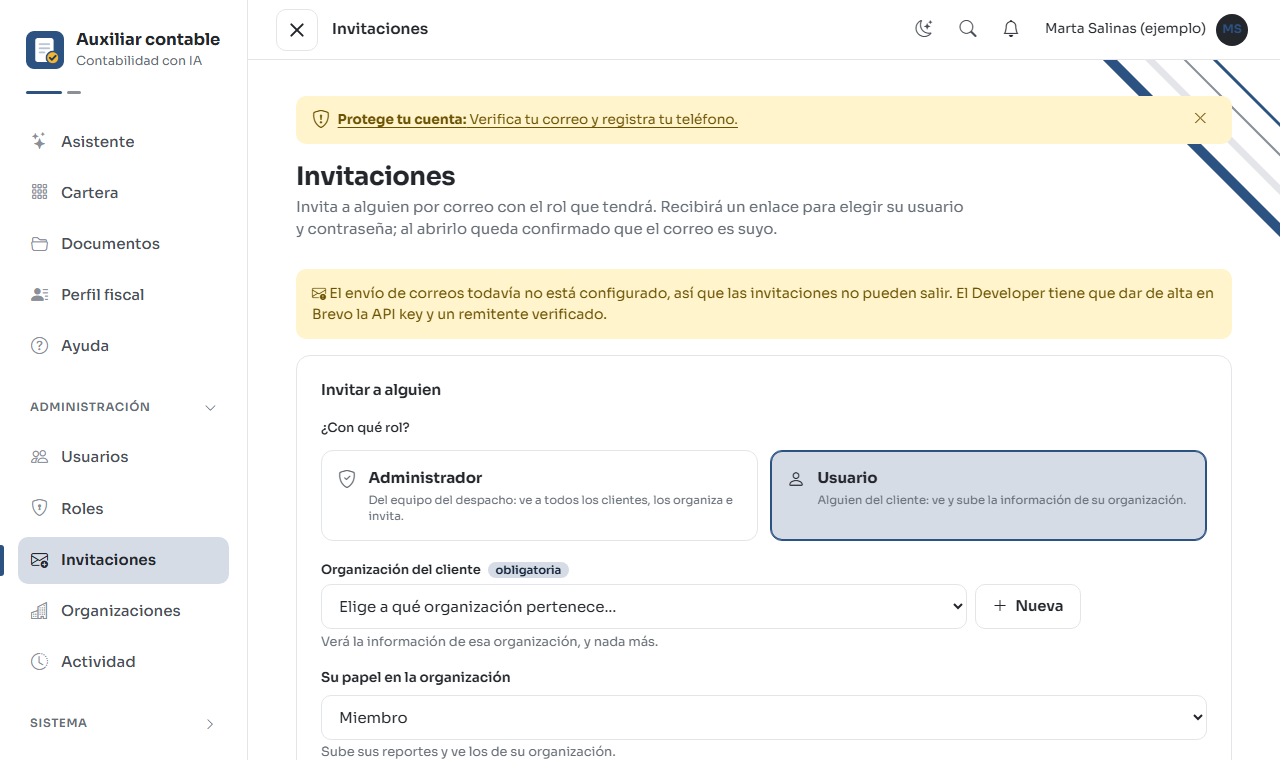 Auxiliar contable
Contabilidad con IA
Asistente
Cartera
Documentos
Perfil fiscal
Ayuda
ADMINISTRACIÓN
Usuarios
Roles
Invitaciones
Organizaciones
Actividad
SISTEMA
Invitaciones
Marta Salinas (ejemplo)
MS
Protege tu cuenta: Verifica tu correo y registra tu teléfono.
Invitaciones
Invita a alguien por correo con el rol que tendrá. Recibirá un enlace para elegir su usuario
y contraseña; al abrirlo queda confirmado que el correo es suyo.
El envío de correos todavía no está configurado, así que las invitaciones no pueden salir. El Developer tiene que dar de alta en
Brevo la API key y un remitente verificado.
Invitar a alguien
¿Con qué rol?
Administrador
Del equipo del despacho: ve a todos los clientes, los organiza e
invita.
Usuario
Alguien del cliente: ve y sube la información de su organización.
Organización del cliente obligatoria
Elige a qué organización pertenece...
Nueva
Verá la información de esa organización, y nada más.
Su papel en la organización
Miembro
Sube sus reportes y ve los de su organización.